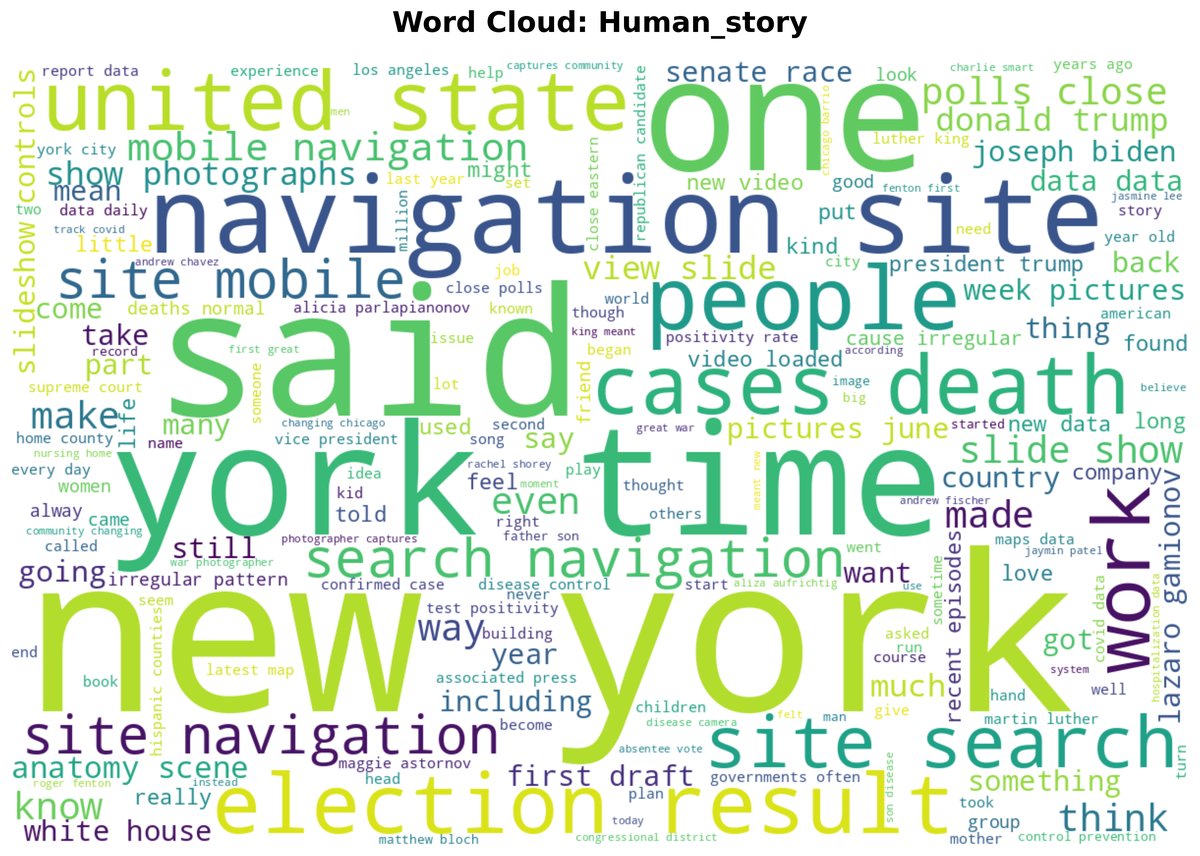 Word Cloud: Human_story
report data
experience
los angeles
help
captures community
senate race
look
charlie smart
years ago
slideshow controls
united state
men
one
polls close
donald trump
republican candidate
chicago barrio
luther king
york city
mobile navigation
close eastern
joseph biden
show photographs
last year
might
set
new video
good
fenton first
data data
jasmine lee
mean
two
data daily
navigation site
million
put
need
story
track covid
little
andrew chavez
kind
year old
site mobile
job
view slide
city
president trump
back
come
deaths normal
alicia parlapianonov
close polls
known
world
people
week pictures
though
american
take
record
first great
said
issue
king meant
positivity rate
cause irregular
thing
found
part
someone
began
video loaded
according
supreme court
lot
friend
cases death
image
big
believe
make
life
many
changing chicago
used
second
great war
pictures june
started
new data
long
home county
name
vice president
song
say
slide show
nursing home
every day
york time
idea
rachel shorey
play
thought
meant new
country
company
women
kid
feel
moment
andrew fischer
alway
came
told
even
others
made
work
lazaro gamionov
community changing
right
father son
maps data
called
still
photographer captures
jaymin patel
war photographer
search navigation
went
sometime
recent episodes
going
irregular pattern
confirmed case
disease control
start
aliza aufrichtig
want
use
love
never
covid data
hospitalization data
seem
new york
test positivity
way
building
asked
run
got
hispanic counties
end
latest map
year
course
system
book
associated press
much
well
including
children
give
hand
become
disease camera
felt
man
martin luther
site navigation
maggie astornov
absentee vote
site search
turn
anatomy scene
head
first draft
governments often
son disease
something
roger fenton
instead
know
really
election result
plan
took
group
think
white house
today
matthew bloch
congressional district
mother
control prevention